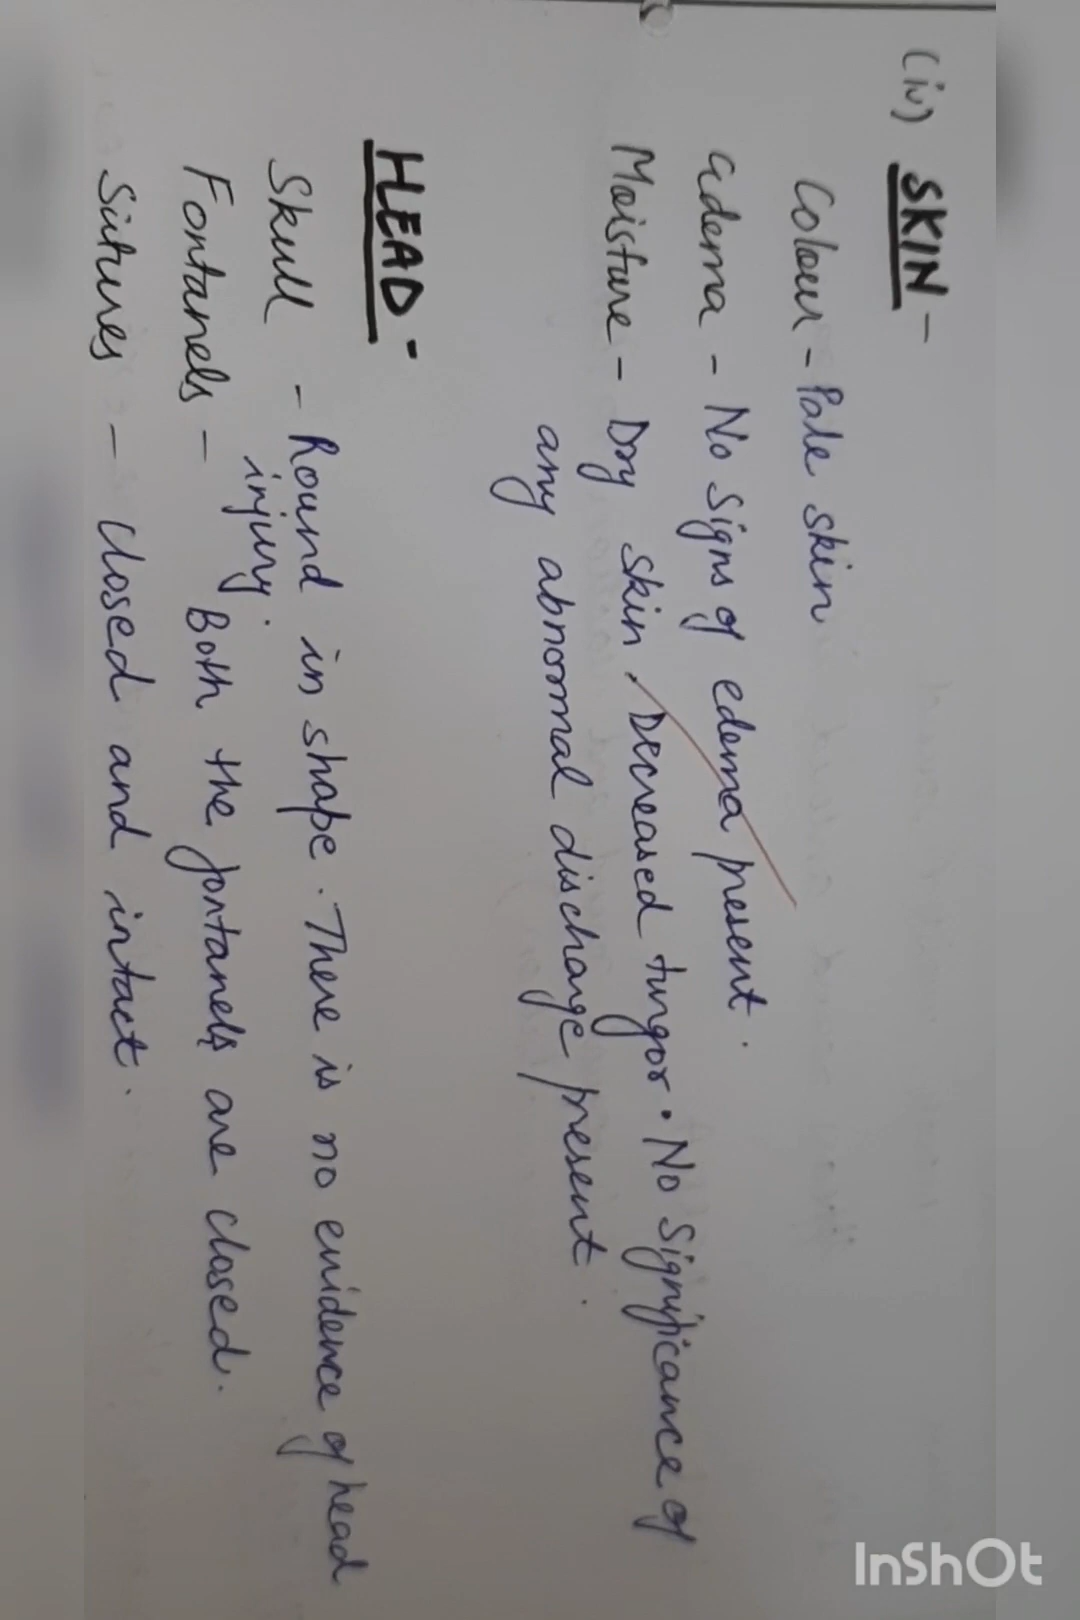 (iv) SKIN -
Colour - Pale skin
Edema - No Signs of edema present.
Moisture - Dry skin. Decreased turgor. No Significance of
any abnormal discharge present.
HEAD -
Skull - Round in shape. There is no evidence of head
injury.
Fontanels - Both the fontanels are closed.
Sutures - Closed and intact.
InShOt